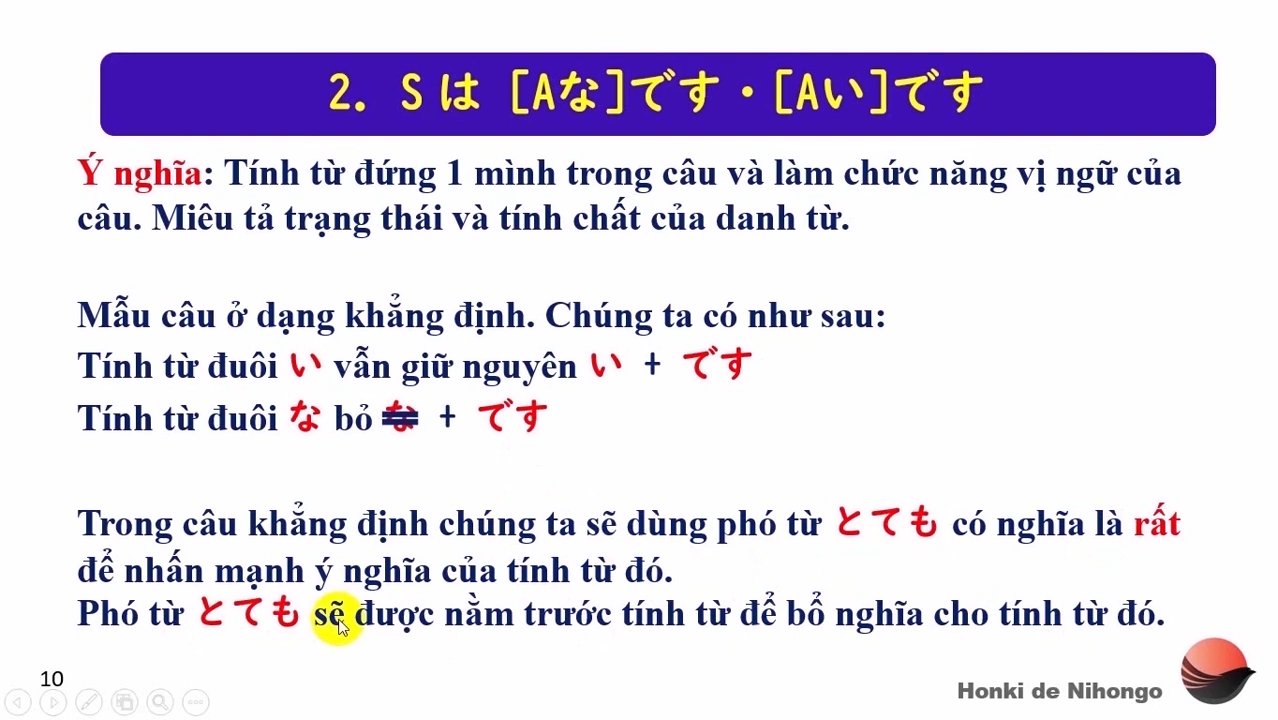 2. Sは [Aな]です・[Aい]です
Ý nghĩa: Tính từ đứng 1 mình trong câu và làm chức năng vị ngữ của
câu. Miêu tả trạng thái và tính chất của danh từ.
Mẫu câu ở dạng khẳng định. Chúng ta có như sau:
Tính từ đuôi い vẫn giữ nguyên い + です
Tính từ đuôi な bỏ な + です
Trong câu khẳng định chúng ta sẽ dùng phó từ とても có nghĩa là rất
để nhấn mạnh ý nghĩa của tính từ đó.
Phó từ とても sẽ được nằm trước tính từ để bổ nghĩa cho tính từ đó.
10
Honki de Nihongo